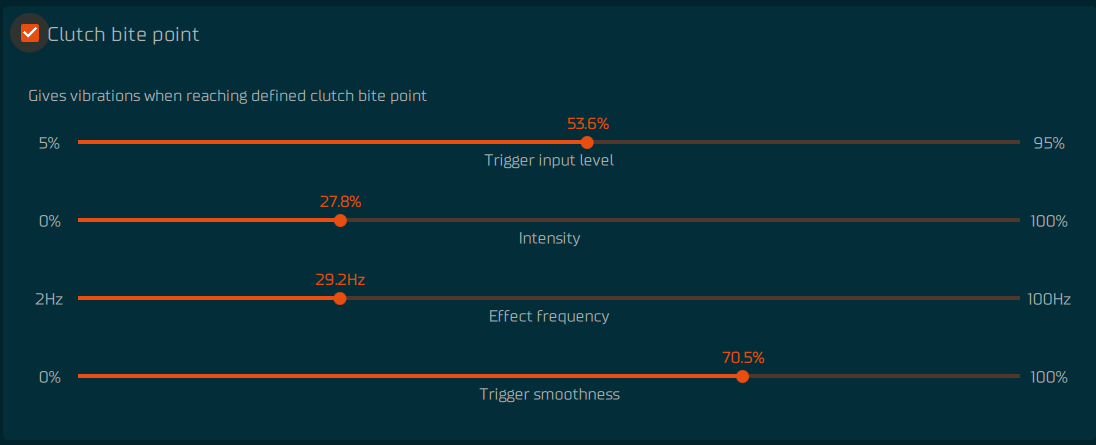 Clutch bite point
Gives vibrations when reaching defined clutch bite point
53.6%
5% 95%
Trigger input level
27.8%
0% 100%
Intensity
29.2Hz
2Hz 100Hz
Effect frequency
70.5%
0% 100%
Trigger smoothness